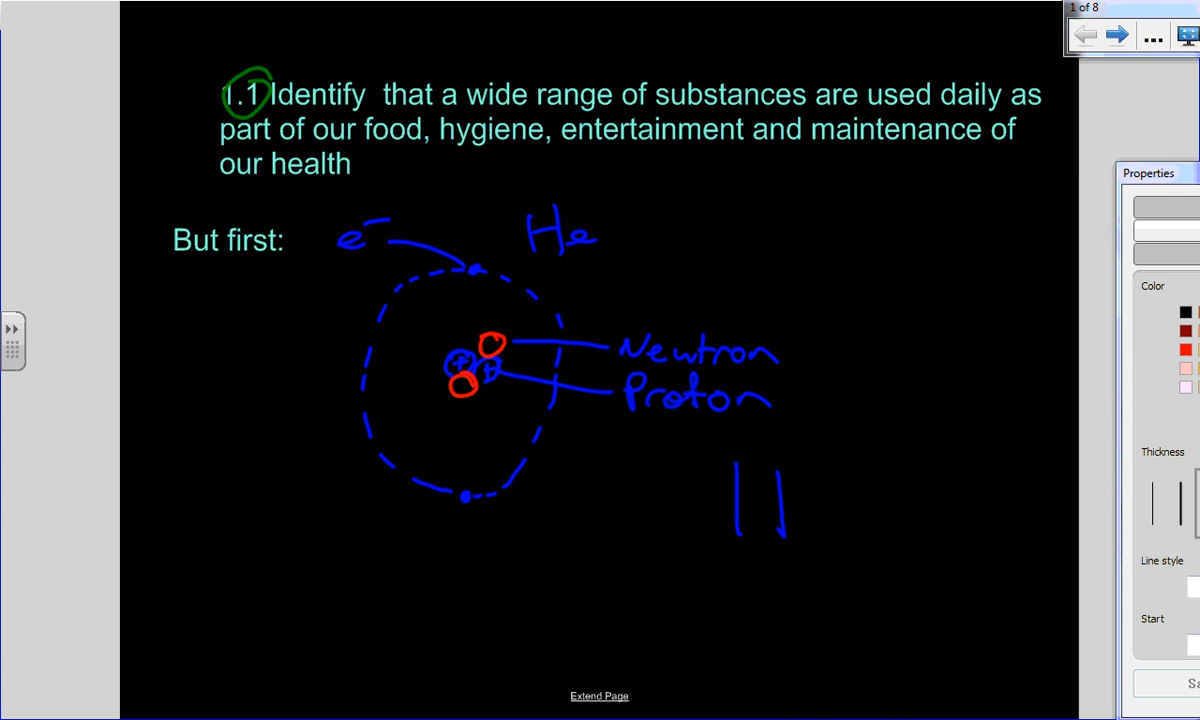 1 of 8
...
1.1 Identify that a wide range of substances are used daily as
part of our food, hygiene, entertainment and maintenance of
our health
Properties
But first:
e⁻
He
Color
+
+
Newtron
Proton
Thickness
Line style
Start
Extend Page
Sa